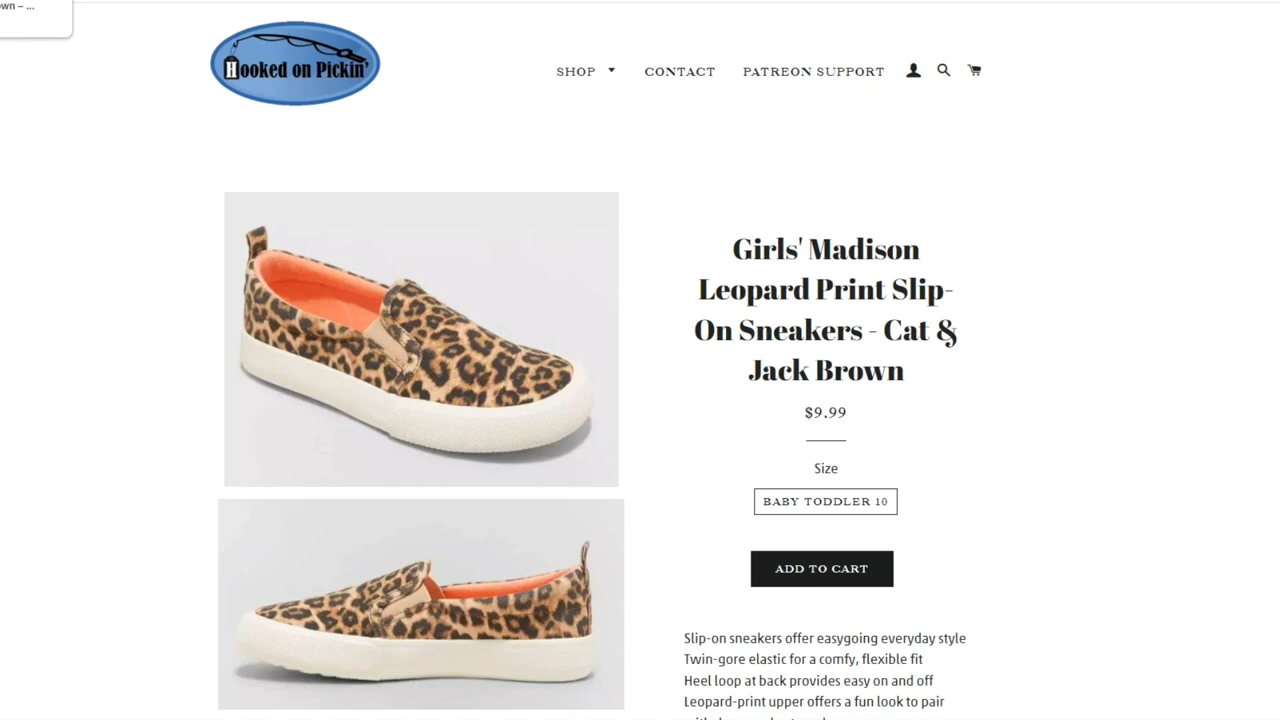 own – ...
Hooked on Pickin'
SHOP
CONTACT
PATREON SUPPORT
Girls' Madison
Leopard Print Slip-
On Sneakers - Cat &
Jack Brown
$9.99
Size
BABY TODDLER 10
ADD TO CART
Slip-on sneakers offer easygoing everyday style
Twin-gore elastic for a comfy, flexible fit
Heel loop at back provides easy on and off
Leopard-print upper offers a fun look to pair